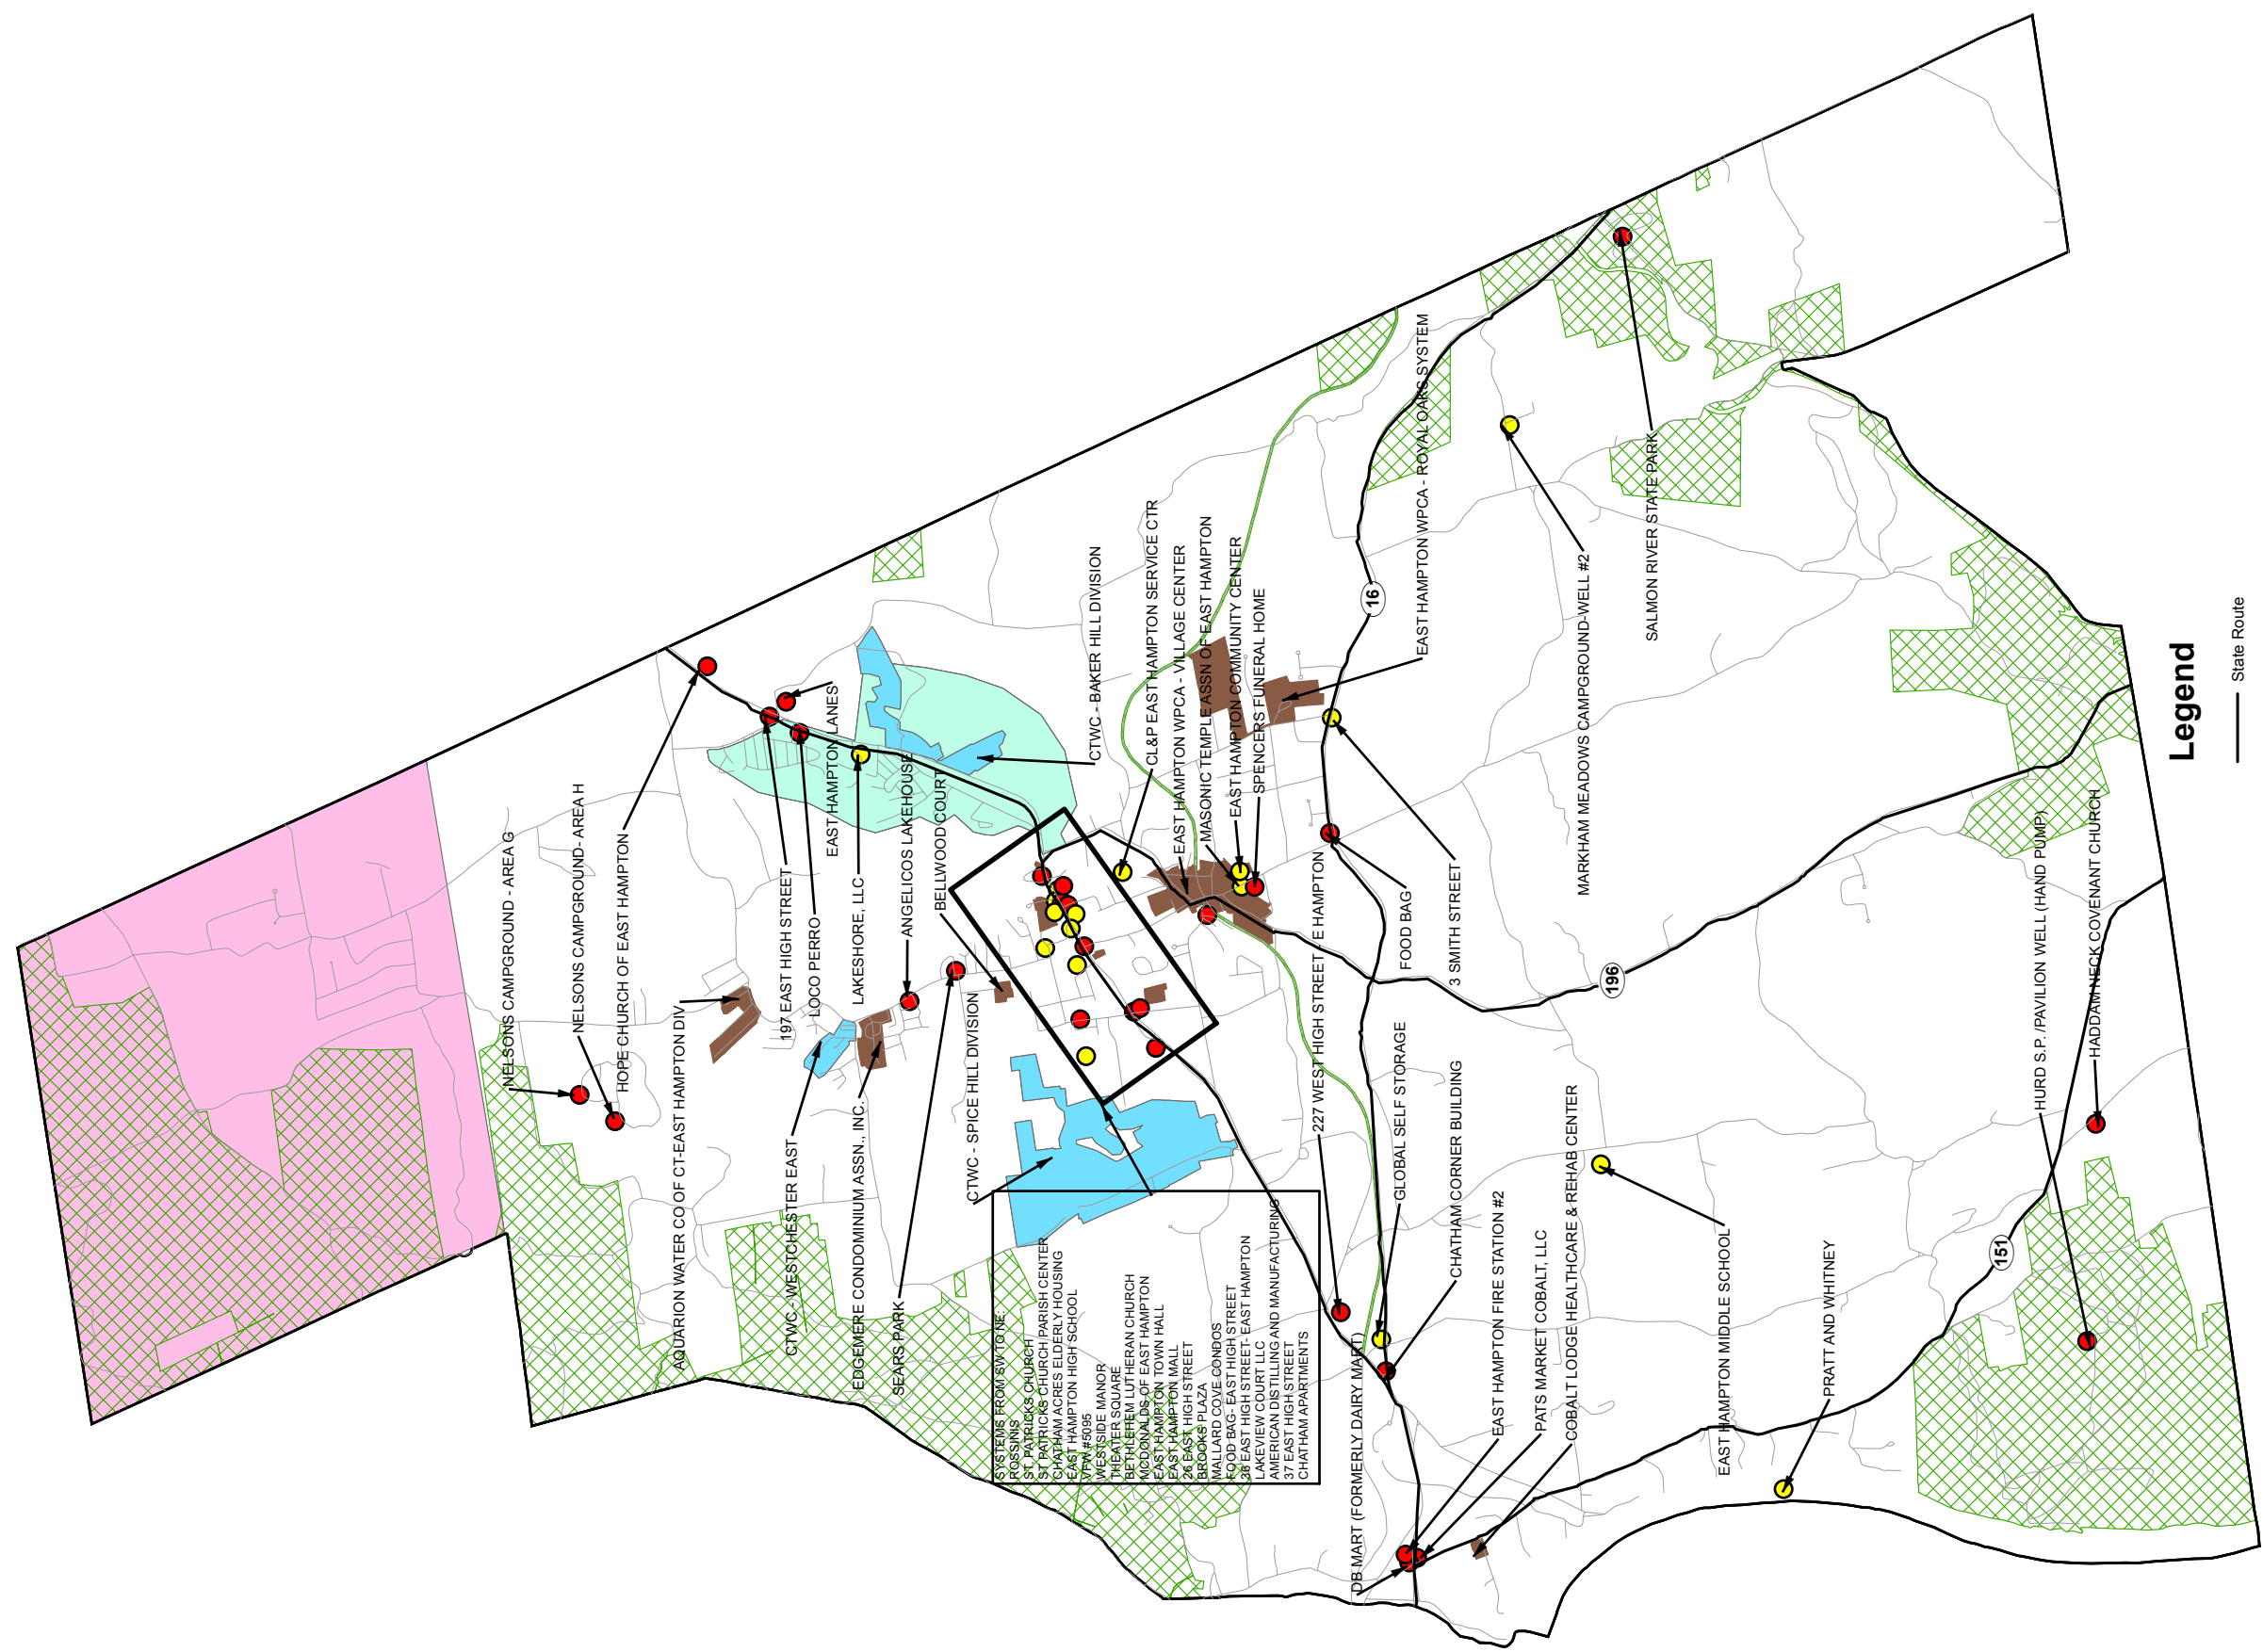 NELSONS CAMPGROUND - AREA G
NELSONS CAMPGROUND- AREA H
HOPE CHURCH OF EAST HAMPTON
AQUARION WATER CO OF CT-EAST HAMPTON DIV
197 EAST HIGH STREET
CTWC - WESTCHESTER EAST
LOCO PERRO
EAST HAMPTON LANES
LAKESHORE, LLC
EDGEMERE CONDOMINIUM ASSN., INC.
SEARS PARK
ANGELICOS LAKEHOUSE
BELLWOOD COURT
CTWC - SPICE HILL DIVISION
SYSTEMS FROM SW TO NE:
ROSSINIS
ST. PATRICKS CHURCH
ST PATRICKS CHURCH PARISH CENTER
CHATHAM ACRES ELDERLY HOUSING
EAST HAMPTON HIGH SCHOOL
VFW #5095
WESTSIDE MANOR
THEATER SQUARE
BETHLEHEM LUTHERAN CHURCH
MCDONALDS OF EAST HAMPTON
EAST HAMPTON TOWN HALL
EAST HAMPTON MALL
26 EAST HIGH STREET
BROOKS PLAZA
MALLARD COVE CONDOS
FOOD BAG- EAST HIGH STREET
36 EAST HIGH STREET- EAST HAMPTON
LAKEVIEW COURT LLC
AMERICAN DISTILLING AND MANUFACTURING
37 EAST HIGH STREET
CHATHAM APARTMENTS
CTWC - BAKER HILL DIVISION
CL&P EAST HAMPTON SERVICE CTR
EAST HAMPTON WPCA - VILLAGE CENTER
MASONIC TEMPLE ASSN OF EAST HAMPTON
EAST HAMPTON COMMUNITY CENTER
SPENCERS FUNERAL HOME
227 WEST HIGH STREET - E HAMPTON
DB MART (FORMERLY DAIRY MART)
16
GLOBAL SELF STORAGE
FOOD BAG
EAST HAMPTON WPCA - ROYAL OAKS SYSTEM
CHATHAM CORNER BUILDING
3 SMITH STREET
EAST HAMPTON FIRE STATION #2
PATS MARKET COBALT, LLC
COBALT LODGE HEALTHCARE & REHAB CENTER
MARKHAM MEADOWS CAMPGROUND-WELL #2
196
SALMON RIVER STATE PARK
EAST HAMPTON MIDDLE SCHOOL
PRATT AND WHITNEY
151
HURD S.P./PAVILION WELL (HAND PUMP)
HADDAM NECK COVENANT CHURCH
Legend
State Route